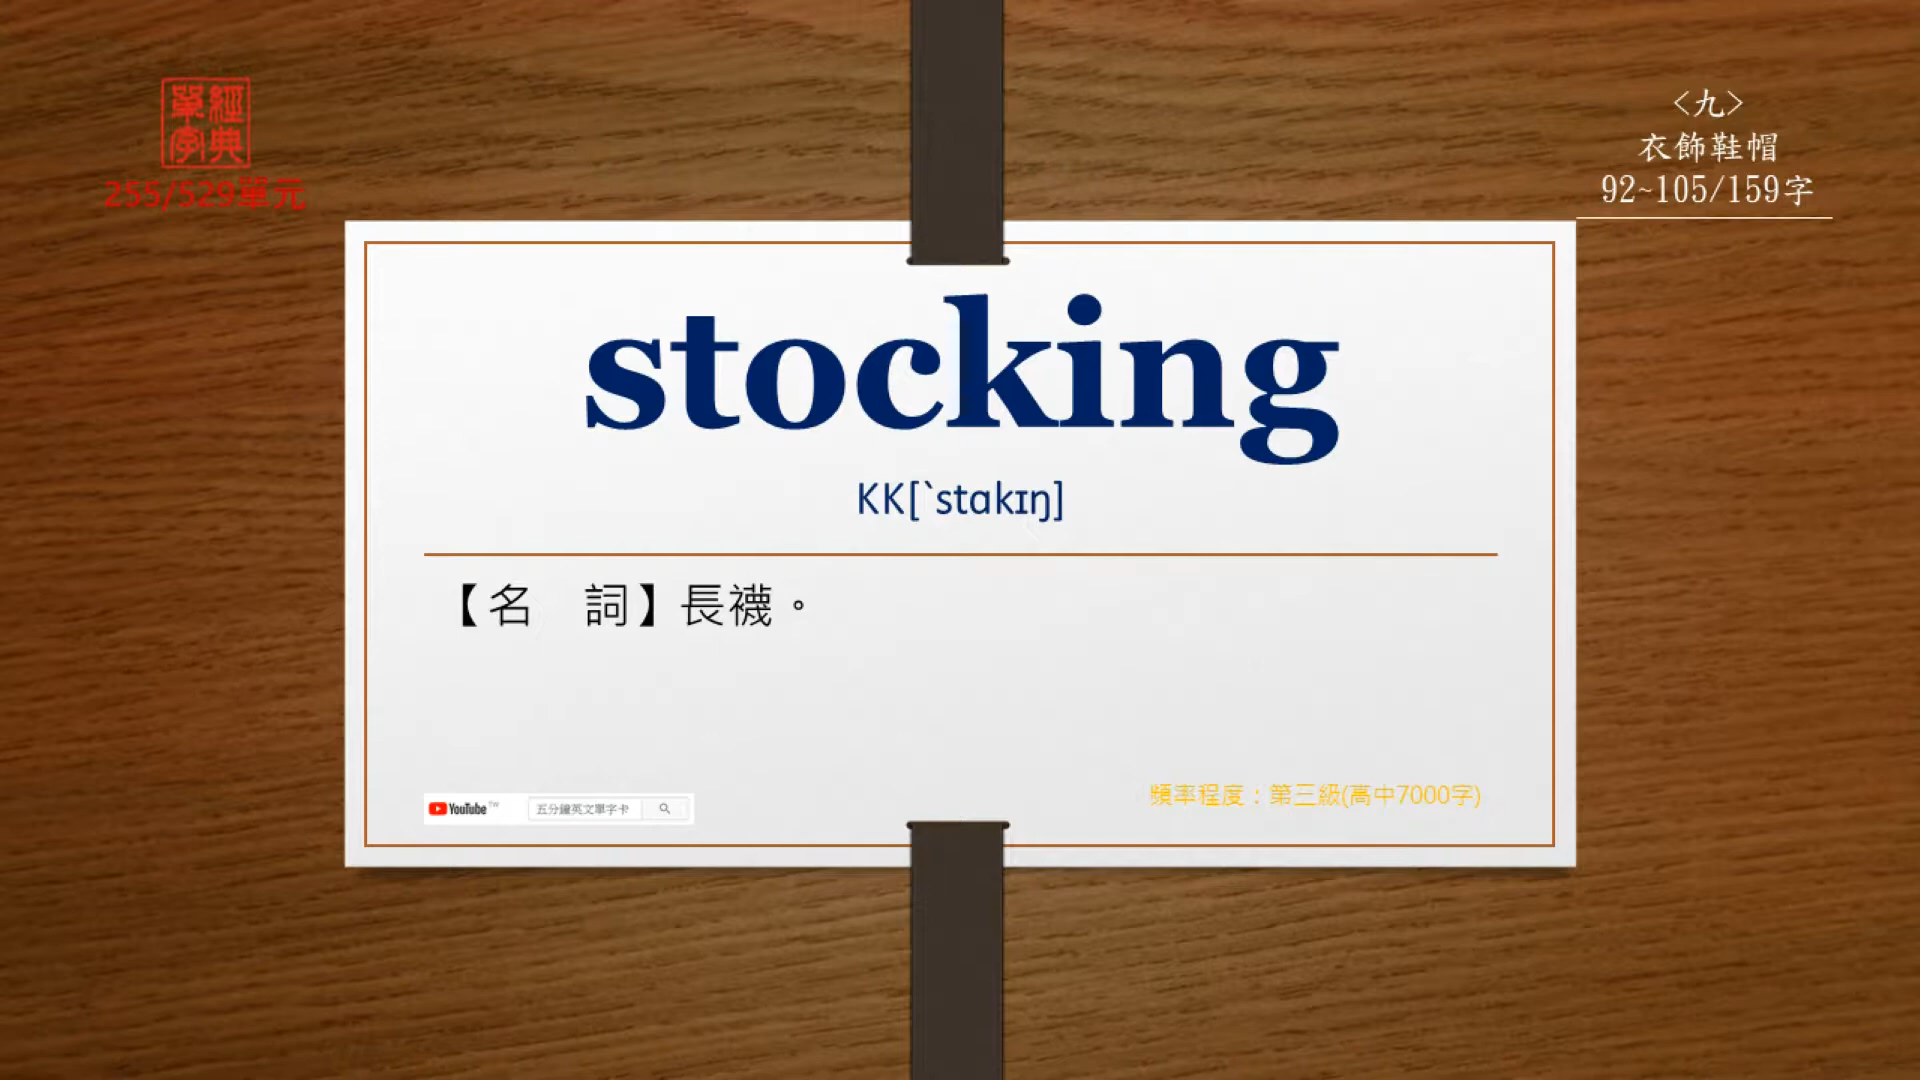 經典單字
255/529單元
<九>
衣飾鞋帽
92~105/159字
stocking
KK[ˋstɑkɪŋ]
【名　詞】長襪。
YouTube TW 五分鐘英文單字卡
頻率程度：第三級(高中7000字)